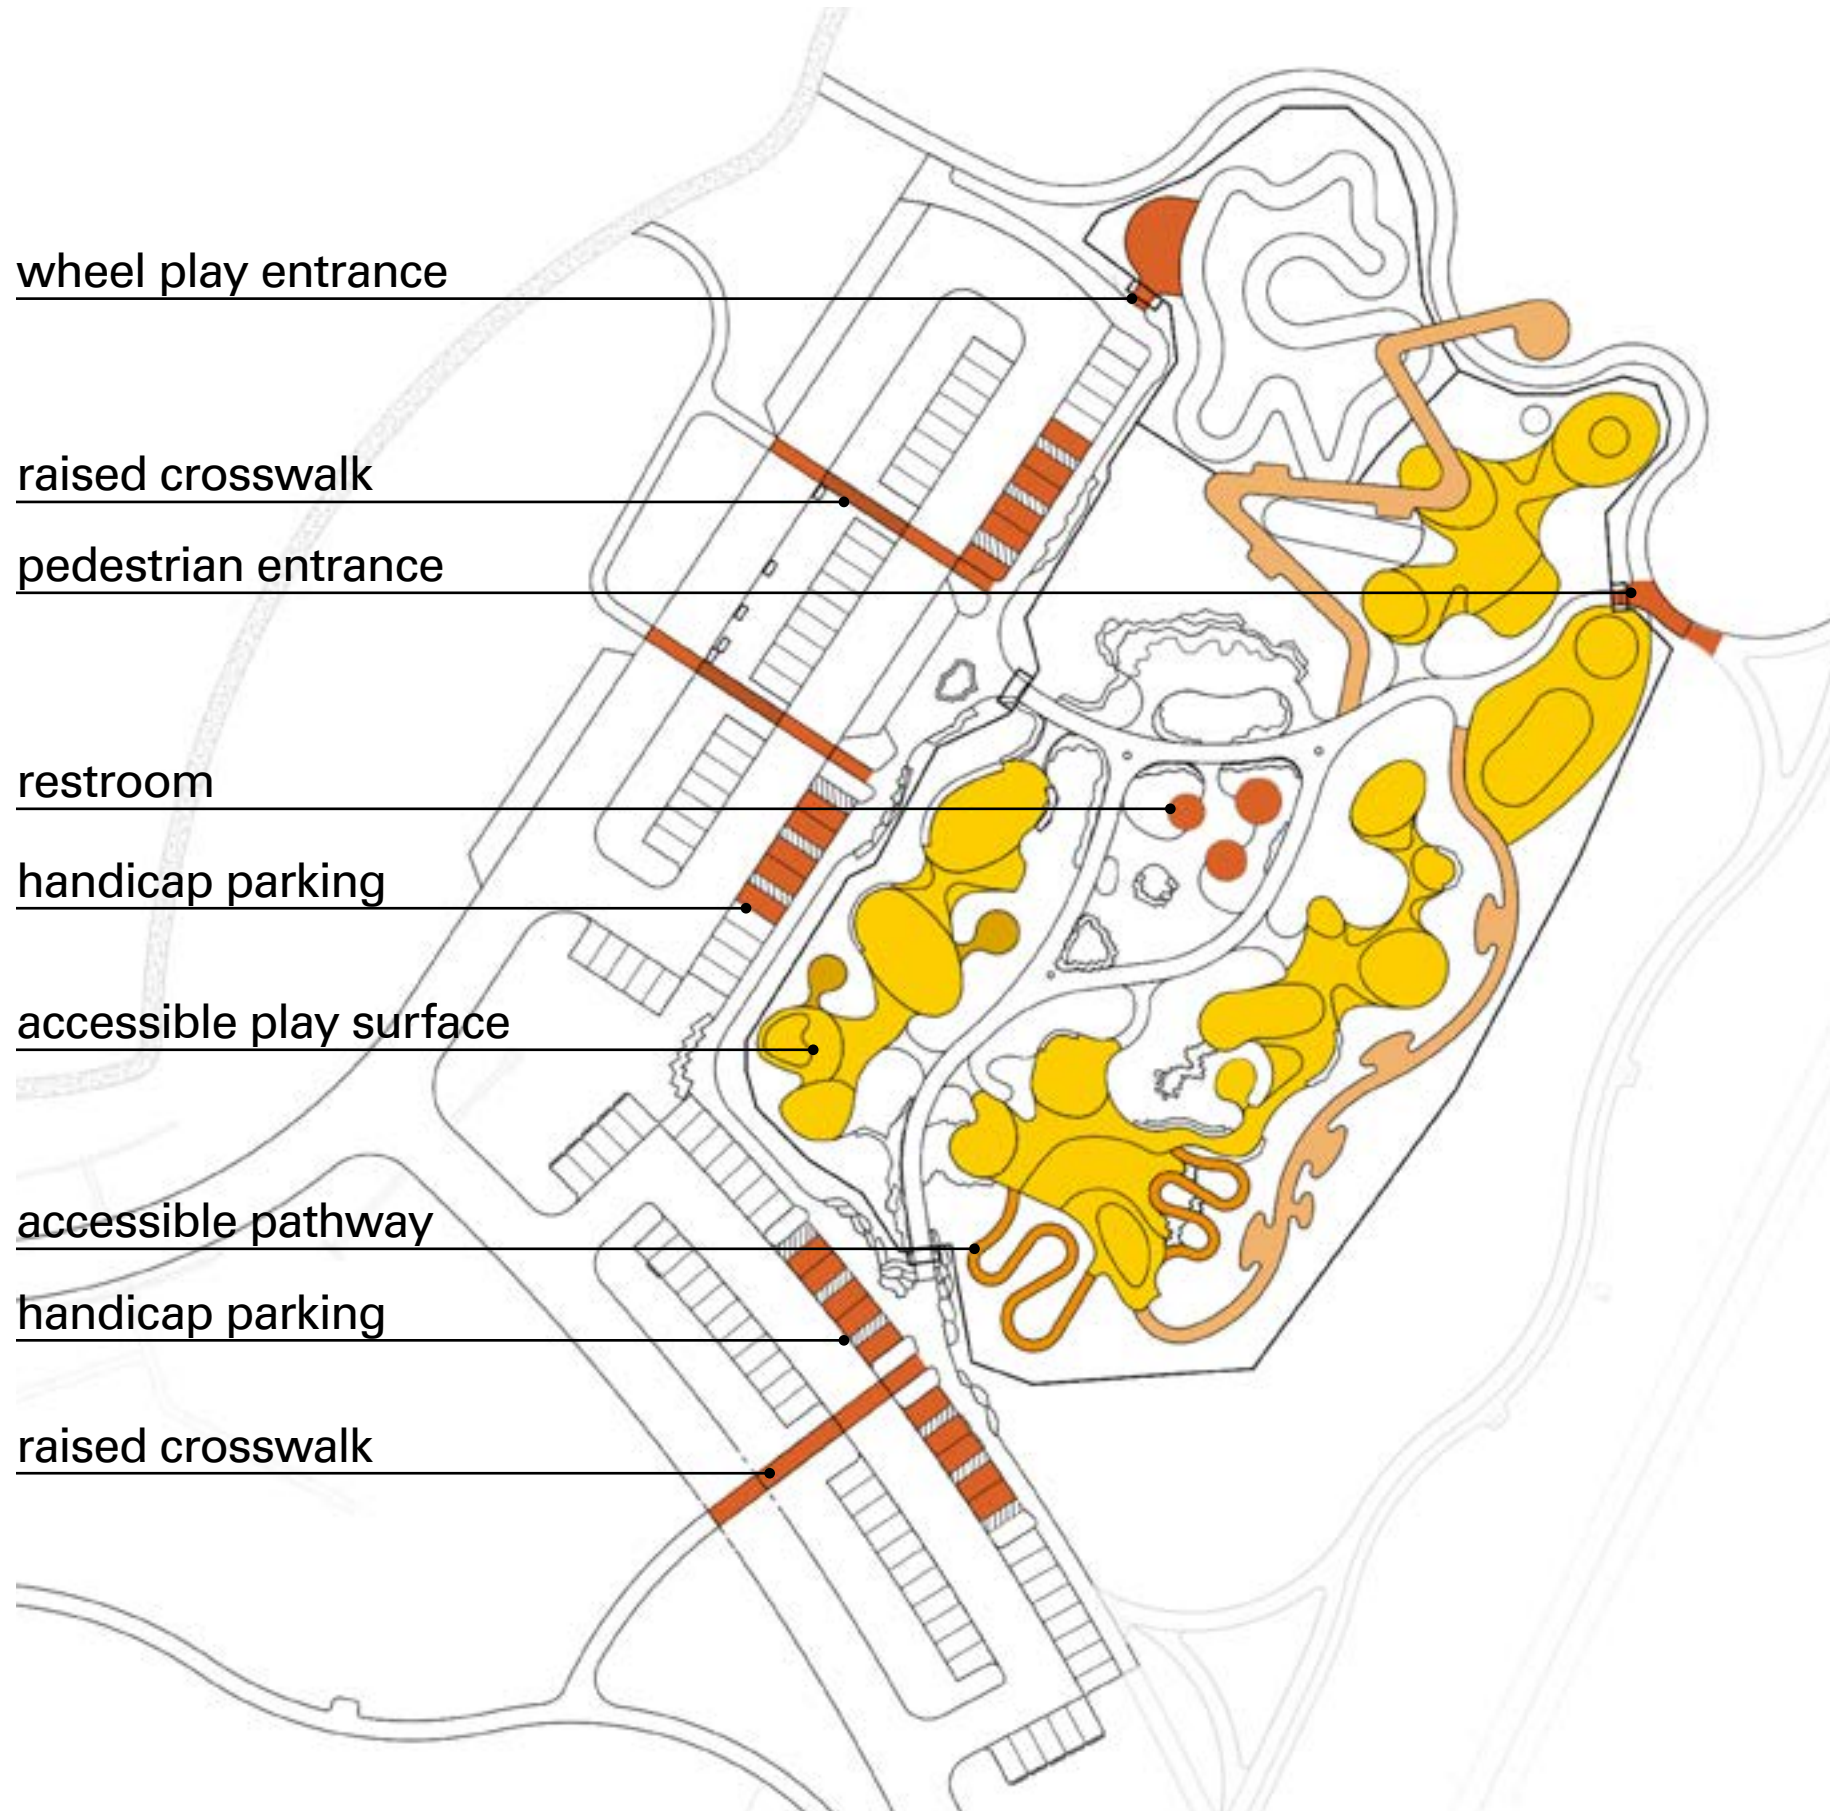 wheel play entrance
raised crosswalk
pedestrian entrance
restroom
handicap parking
accessible play surface
accessible pathway
handicap parking
raised crosswalk